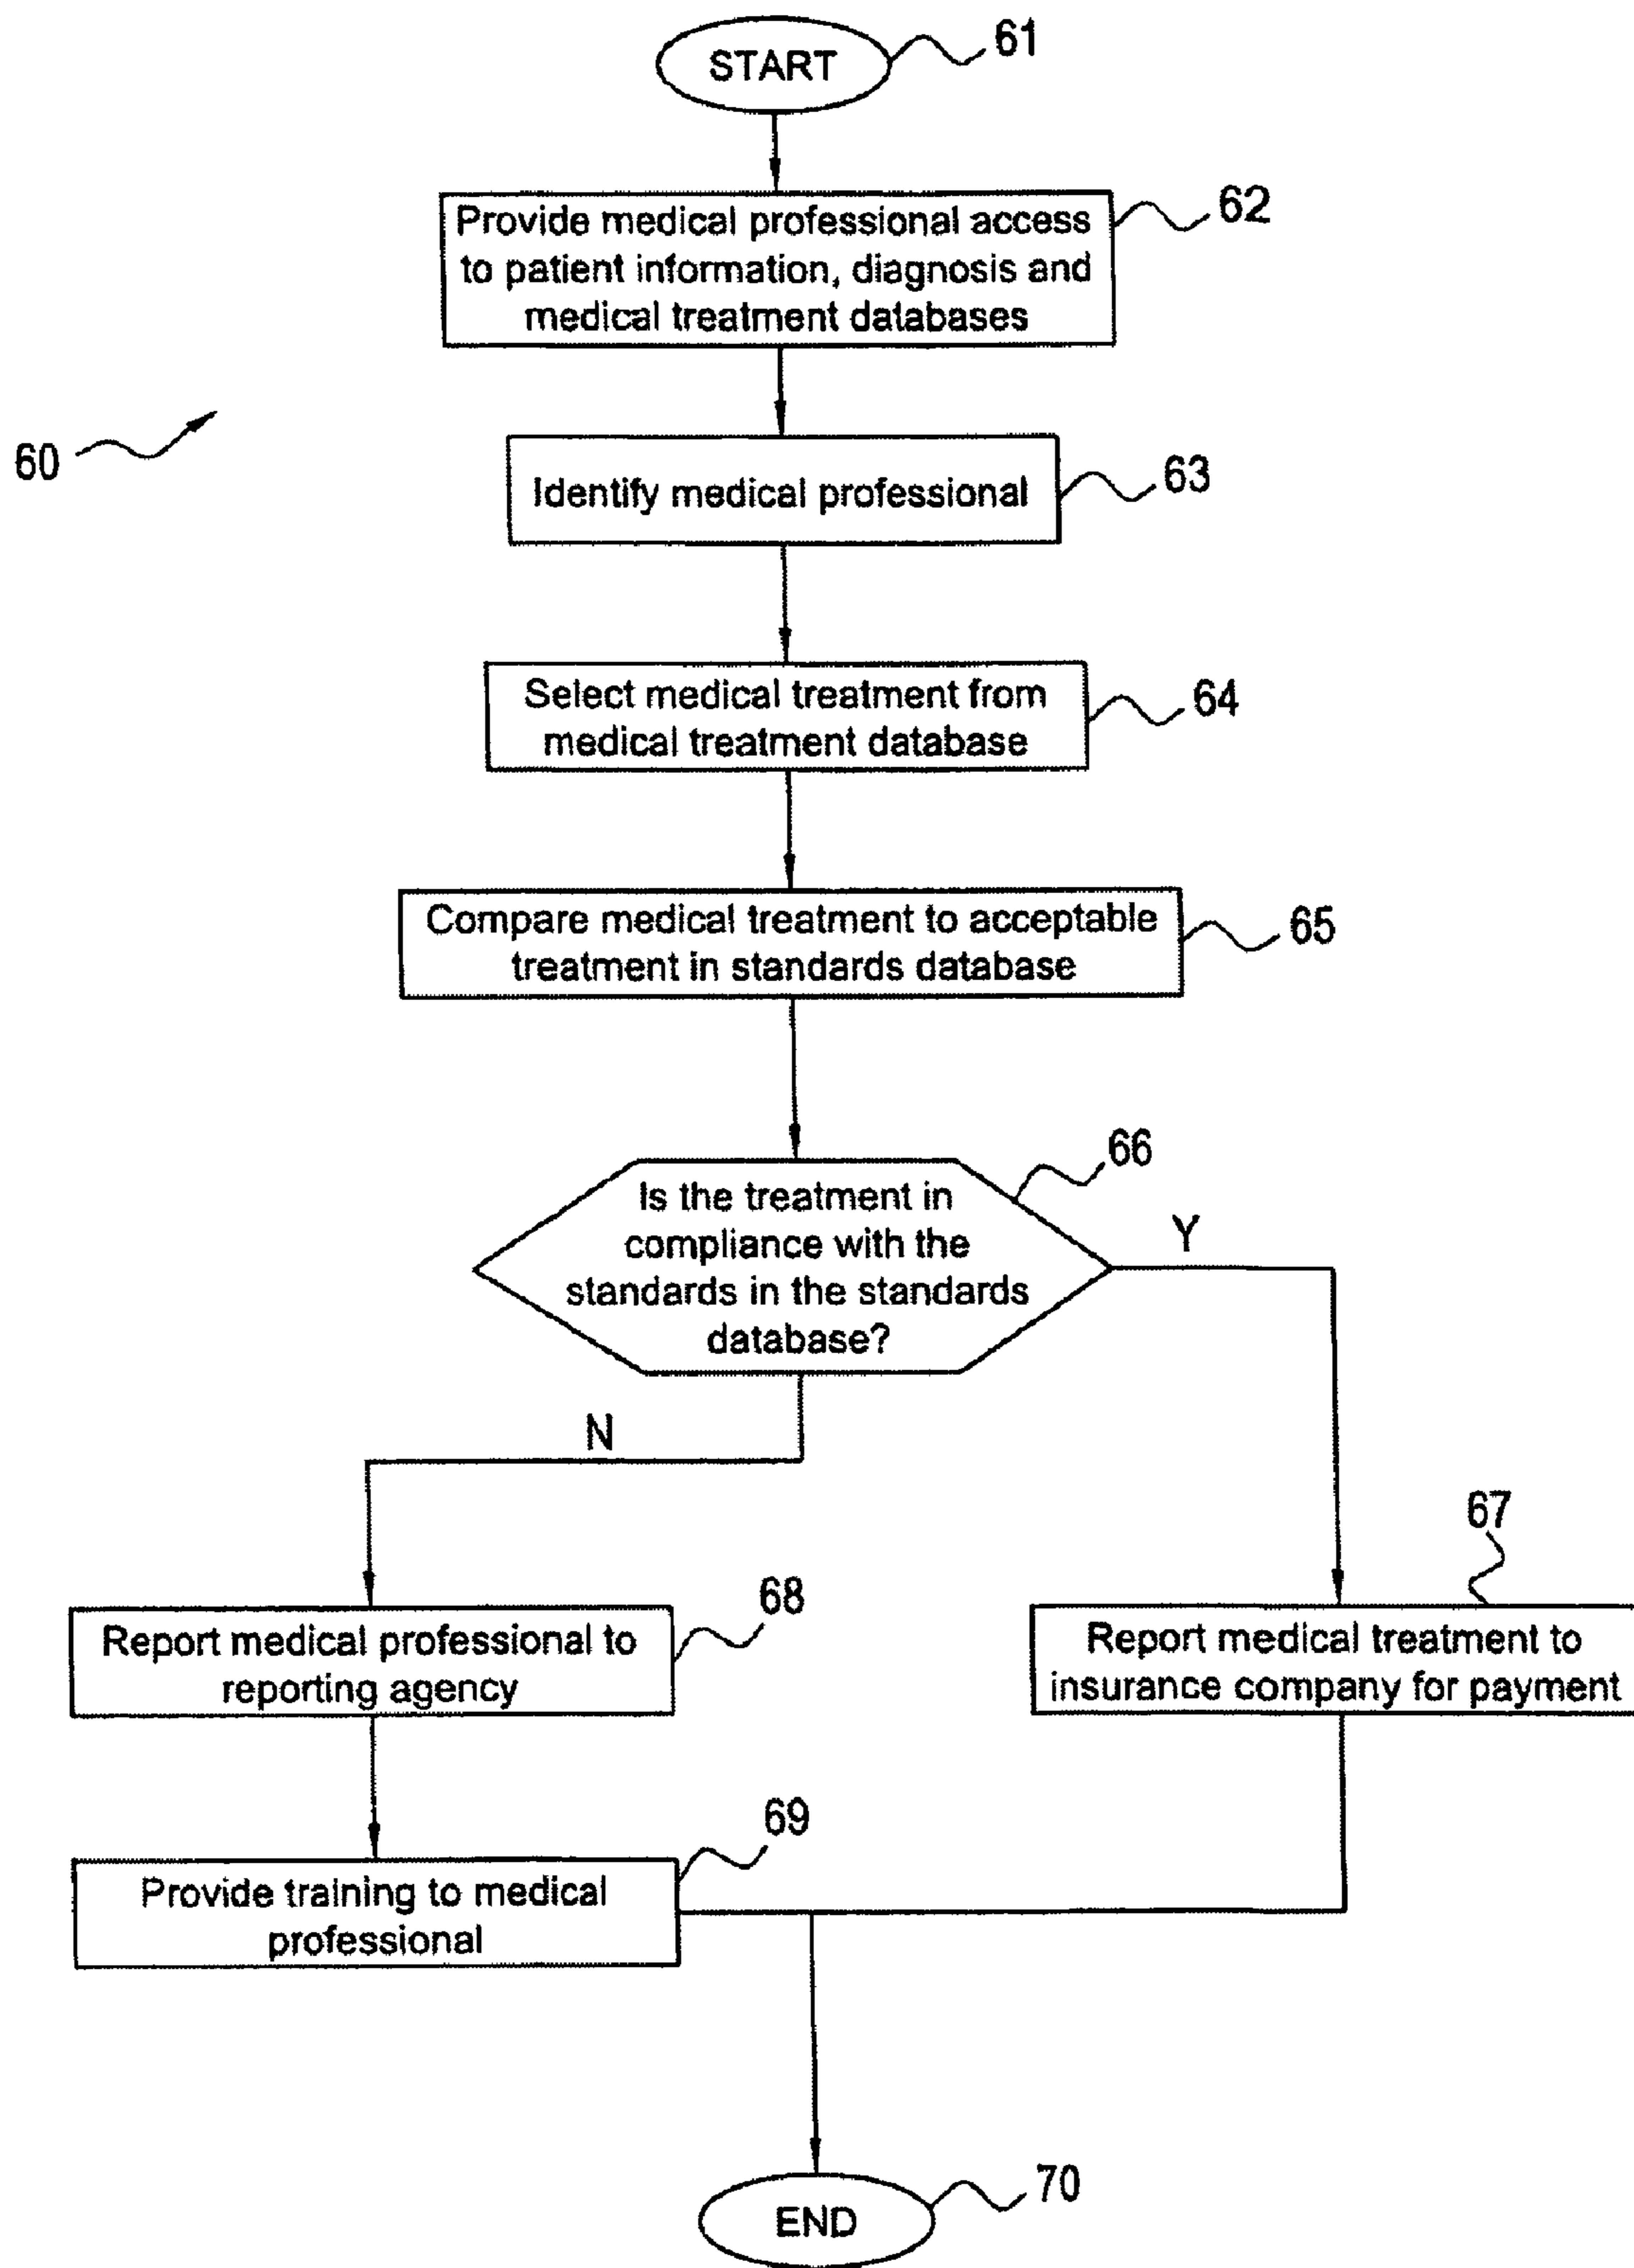 START
61
Provide medical professional access
to patient information, diagnosis and
medical treatment databases
62
60
Identify medical professional
63
Select medical treatment from
medical treatment database
64
Compare medical treatment to acceptable
treatment in standards database
65
66
Is the treatment in
compliance with the
standards in the standards
database?
Y
N
67
68
Report medical professional to
reporting agency
Report medical treatment to
insurance company for payment
69
Provide training to medical
professional
70
END